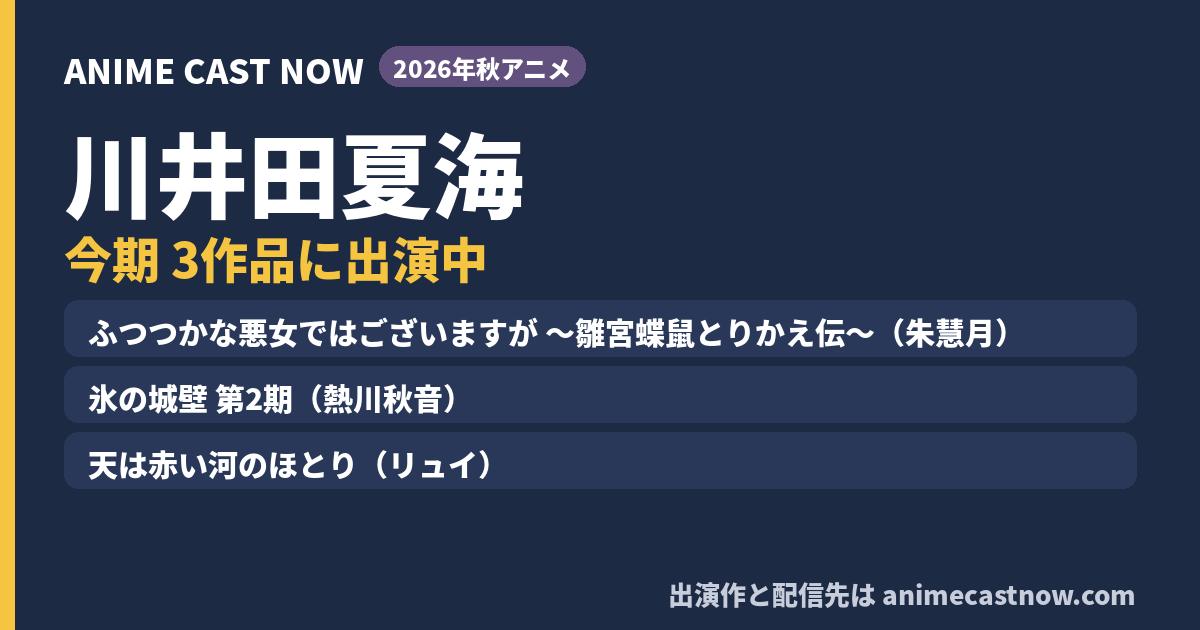 ANIME CAST NOW 2026年秋アニメ
川井田夏海
今期 3作品に出演中
ふつつかな悪女ではございますが ～雛宮蝶鼠とりかえ伝～（朱慧月）
氷の城壁 第2期（熱川秋音）
天は赤い河のほとり（リュイ）
出演作と配信先は animecastnow.com